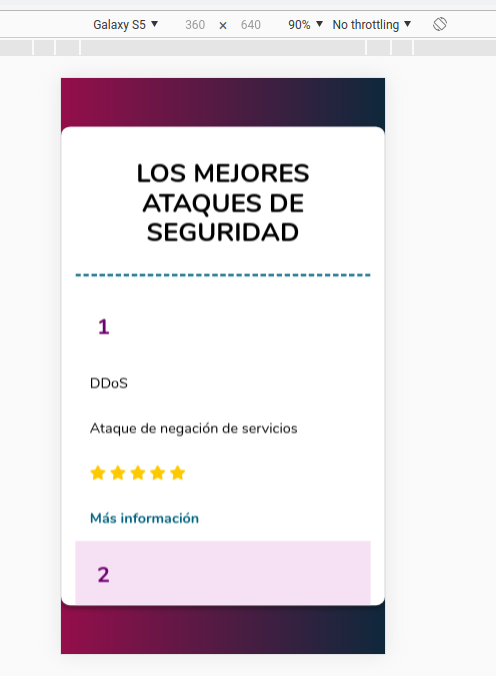 Galaxy S5 ▼ 360 × 640 90% ▼ No throttling ▼
LOS MEJORES
ATAQUES DE
SEGURIDAD
1
DDoS
Ataque de negación de servicios
Más información
2